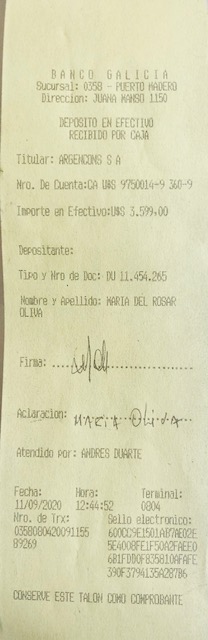 BANCO GALICIA
Sucursal: 0358 - PUERTO MADERO
Direccion: JUANA MANSO 1150
DEPOSITO EN EFECTIVO
RECIBIDO POR CAJA
Titular: ARGENCONS S A
Nro. De Cuenta:CA U$S 9750014-9 360-9
Importe en Efectivo:U$S 3.599,00
Depositante:
Tipo y Nro de Doc: DU 11.454.265
Nombre y Apellido: MARIA DEL ROSAR
OLIVA
Firma:
Aclaracion: MARIA OLIVA
Atendido por: ANDRES DUARTE
Fecha: Hora: Terminal:
11/09/2020 12:44:52 0804
Nro. de Trx: Sello electronico:
0358080420091155 600CC9E1501AB7AE02E
89269 5E4008FE1F50A2FAEE0
6B1FDD0F835810AFAFE
390F3794135A287B6
CONSERVE ESTE TALON COMO COMPROBANTE